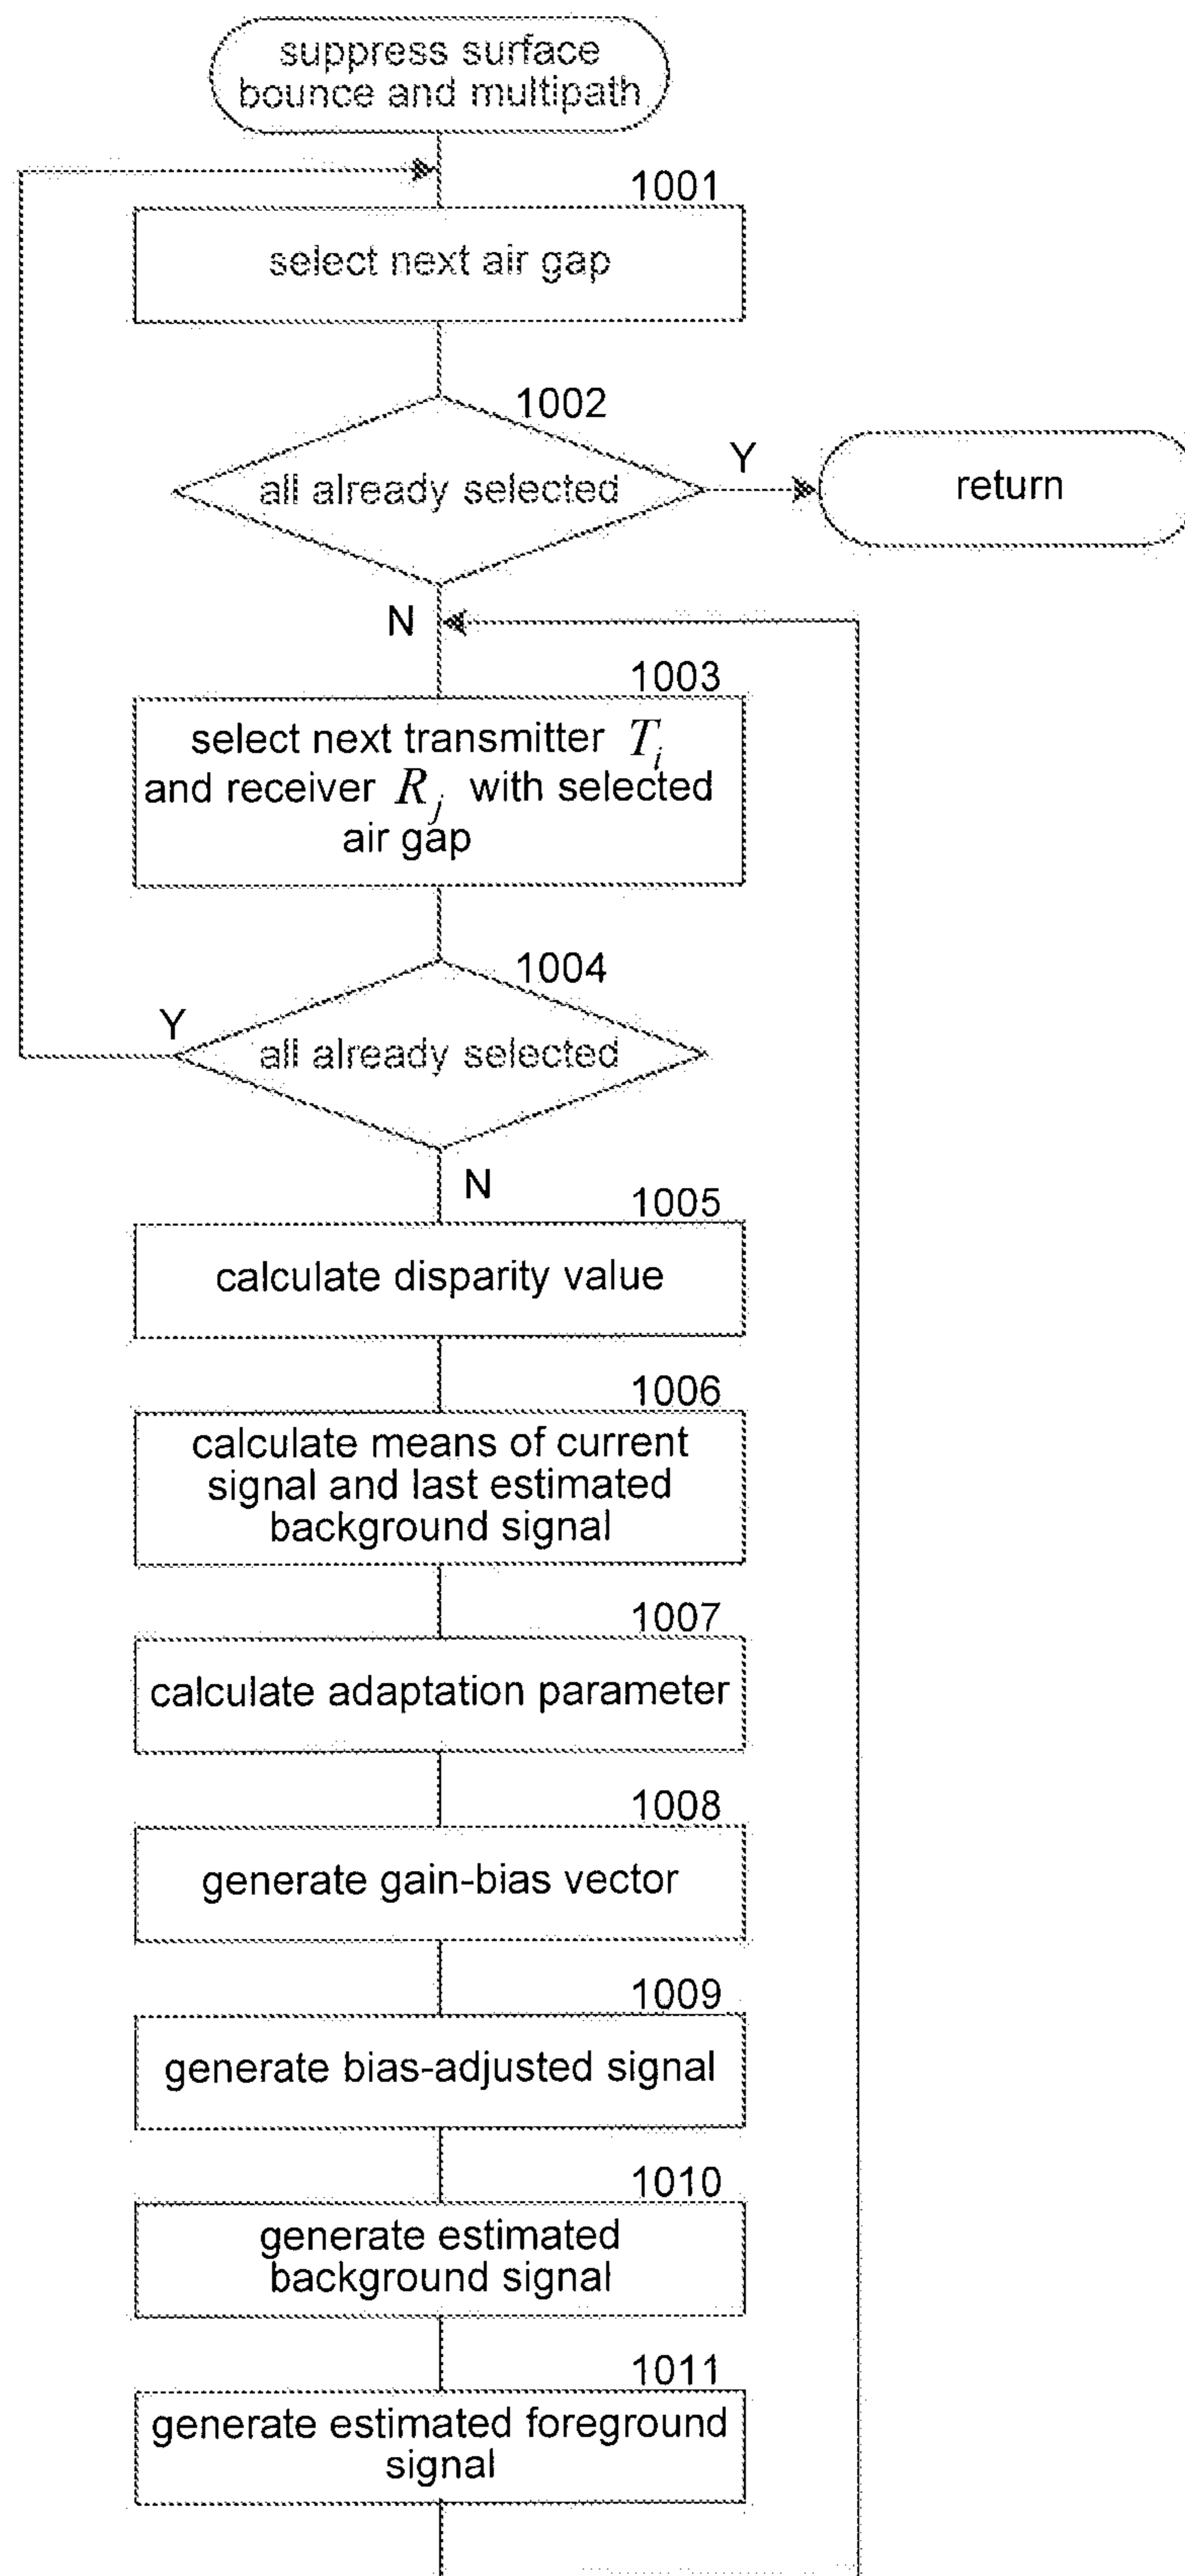 suppress surface
bounce and multipath
1001
select next air gap
1002
all already selected
Y
return
N
1003
select next transmitter T_i
and receiver R_j with selected
air gap
1004
Y
all already selected
N
1005
calculate disparity value
1006
calculate means of current
signal and last estimated
background signal
1007
calculate adaptation parameter
1008
generate gain-bias vector
1009
generate bias-adjusted signal
1010
generate estimated
background signal
1011
generate estimated foreground
signal